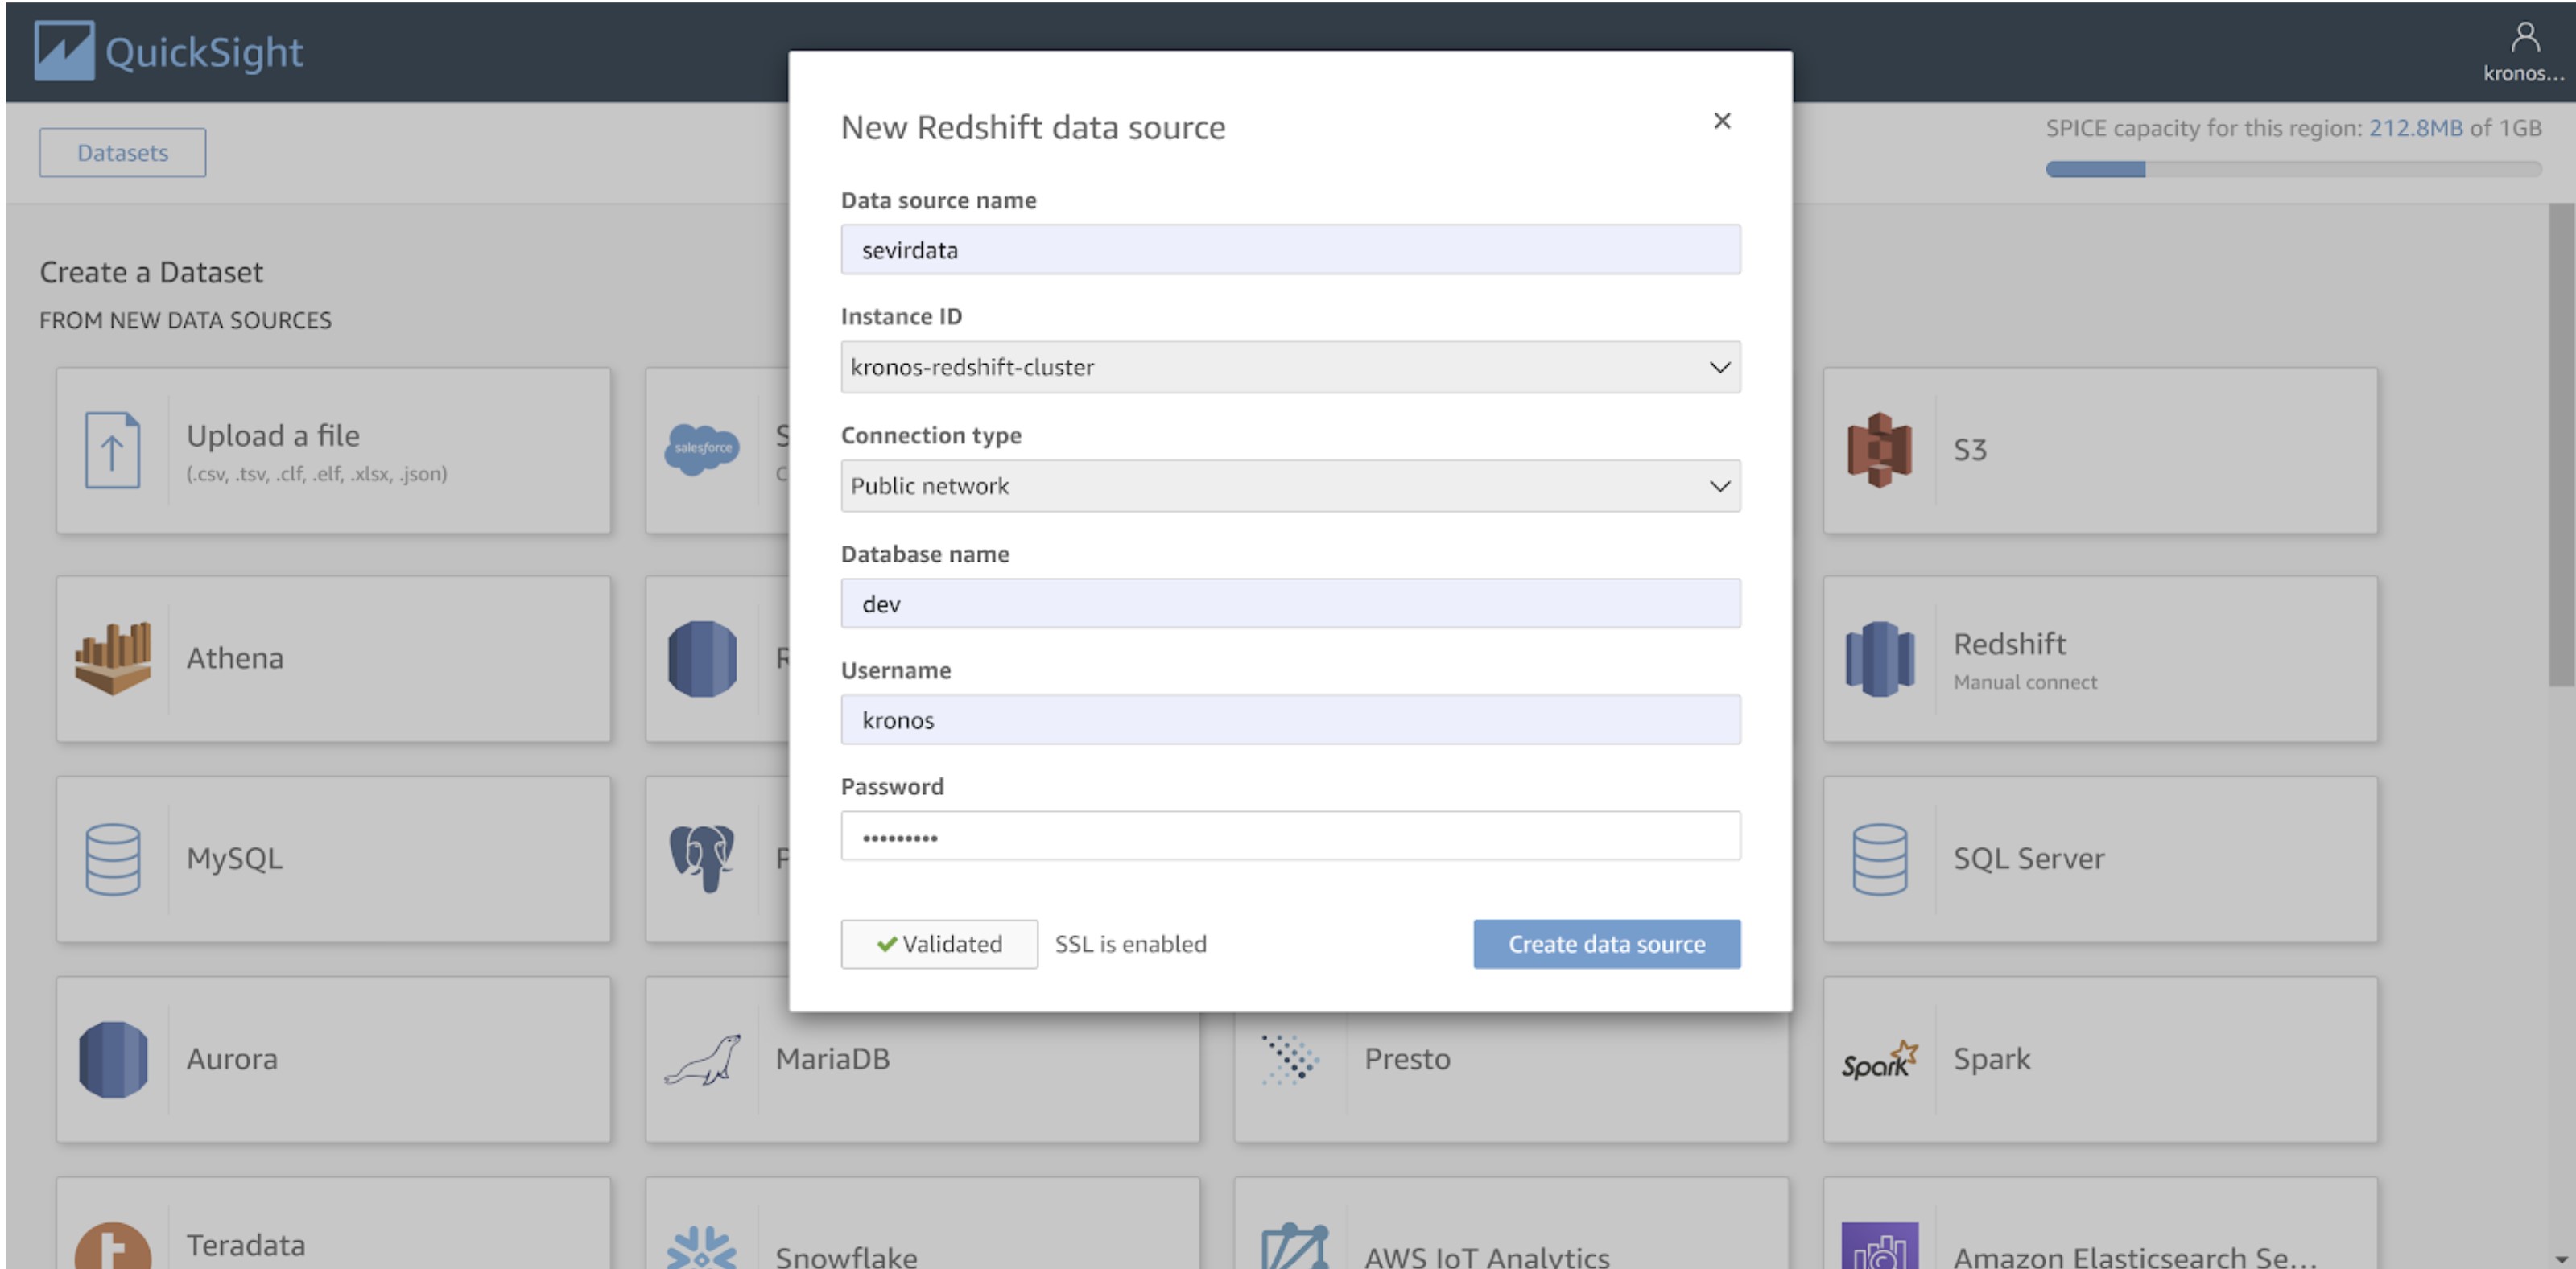 QuickSight
kronos...
Datasets
SPICE capacity for this region: 212.8MB of 1GB
Create a Dataset
FROM NEW DATA SOURCES
New Redshift data source
Data source name
sevirdata
Instance ID
kronos-redshift-cluster
Connection type
Public network
Database name
dev
Username
kronos
Password
•••••••••
Validated
SSL is enabled
Create data source
Upload a file
(.csv, .tsv, .clf, .elf, .xlsx, .json)
salesforce
S3
Athena
Redshift
Manual connect
MySQL
SQL Server
Aurora
MariaDB
Presto
Spark
Spark
Teradata
Snowflake
AWS IoT Analytics
Amazon Elasticsearch Se...